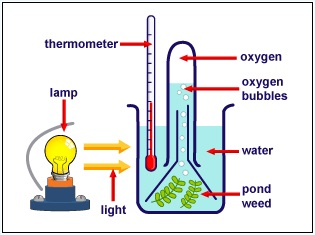 thermometer
lamp
light
oxygen
oxygen
bubbles
water
pond
weed